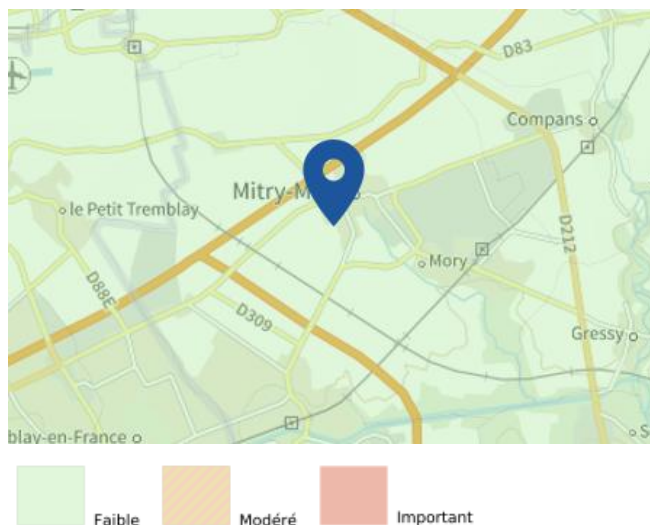 D83
Compans
Mitry-M
le Petit Tremblay
D212
Mory
D88E
D309
Gressy
blay-en-France
S
Faible
Modéré
Important